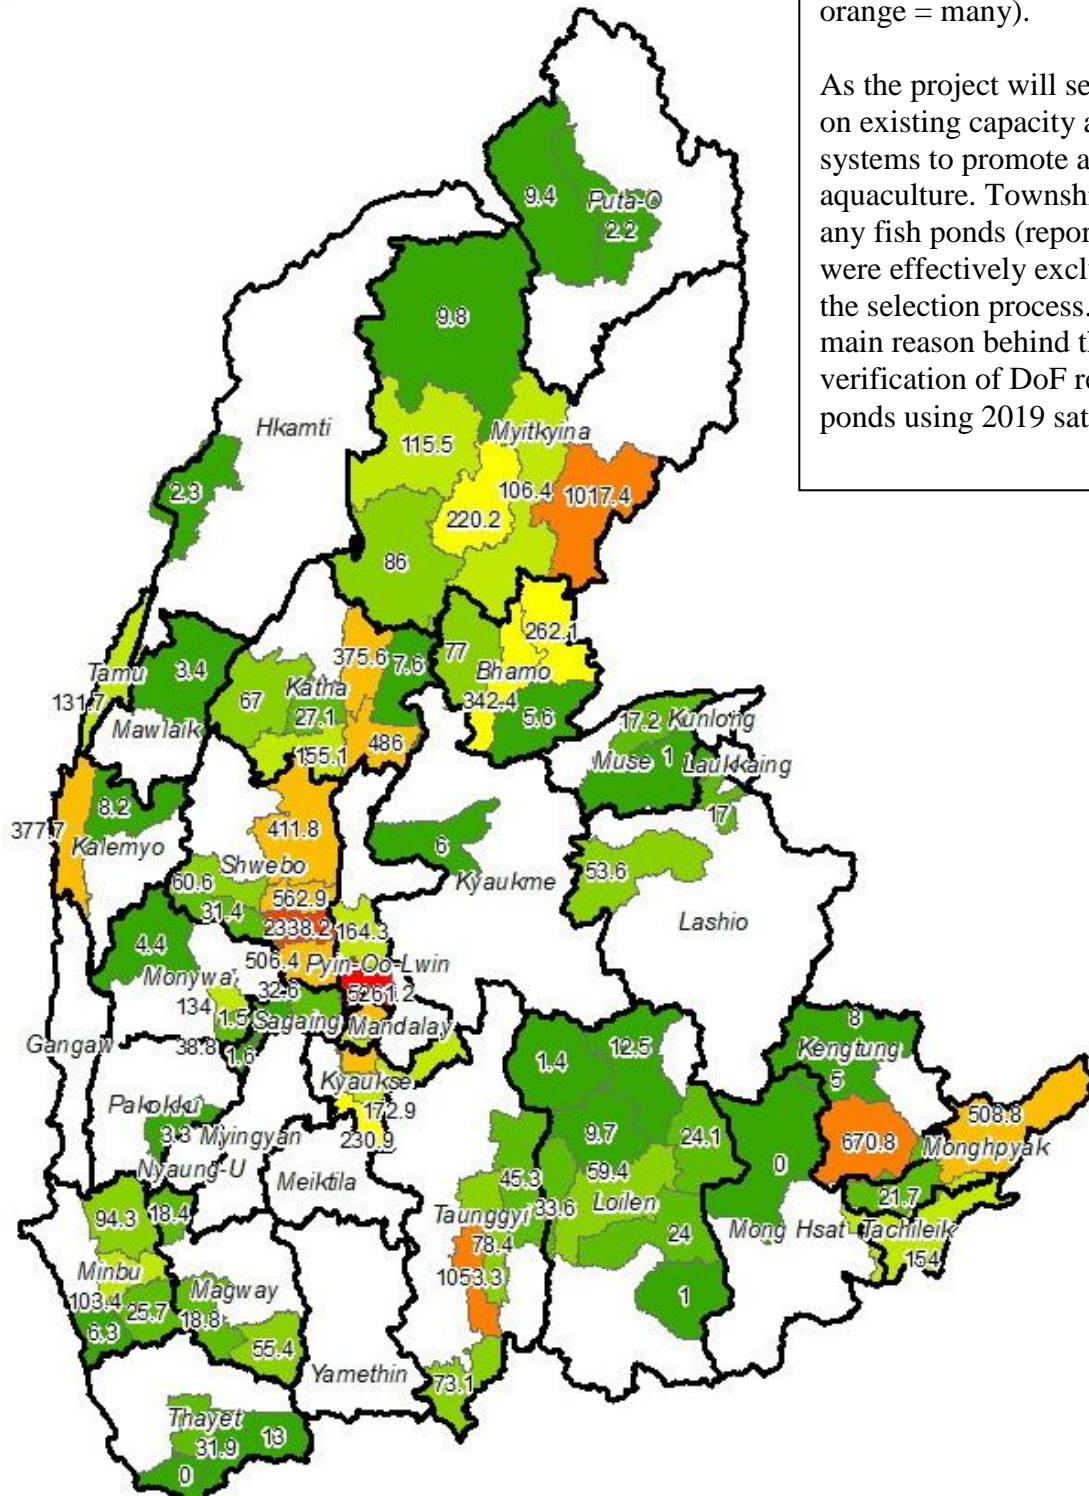 orange = many).
As the project will se
on existing capacity a
systems to promote a
aquaculture. Townshi
any fish ponds (repor
were effectively exclu
the selection process.
main reason behind th
verification of DoF re
ponds using 2019 sat
9.4
Puta-O
2.2
9.8
Hkamti
115.5
Myitkyina
2.3
106.4
1017.4
220.2
86
262.1
375.6
7.6
77
Tamu
3.4
Katha
Bhamo
131.7
67
27.1
342.4
5.6
17.2
Kunlong
Mawlaik
155.1
486
Muse
1
Laukkaing
8.2
17
377.7
Kalemyo
411.8
6
Shwebo
60.6
Kyaukme
53.6
562.9
31.4
2338.2
164.3
Lashio
4.4
506.4
Pyin-Oo-Lwin
Monywa
32.6
5261.2
134
1.5
Sagaing
Mandalay
8
Gangaw
38.8
1.6
12.5
Kengtung
1.4
Kyaukse
5
Pakokku
172.9
508.8
3.3
Myingyan
230.9
9.7
24.1
670.8
Monghpyak
Nyaung-U
Meiktila
45.3
59.4
0
94.3
18.4
Taunggyi
33.6
Loilen
21.7
78.4
24
Mong Hsat
Tachileik
Minbu
1053.3
154
103.4
25.7
Magway
1
6.3
18.8
55.4
Yamethin
73.1
Thayet
31.9
13
0